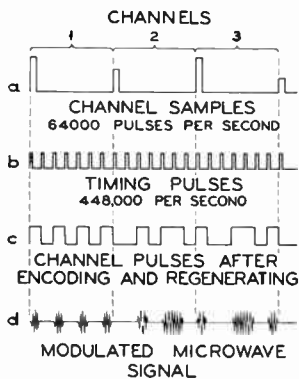 CHANNELS
1 2 3
a
CHANNEL SAMPLES
64000 PULSES PER SECOND
b
TIMING PULSES
448,000 PER SECOND
c
CHANNEL PULSES AFTER
ENCODING AND REGENERATING
d
MODULATED MICROWAVE
SIGNAL